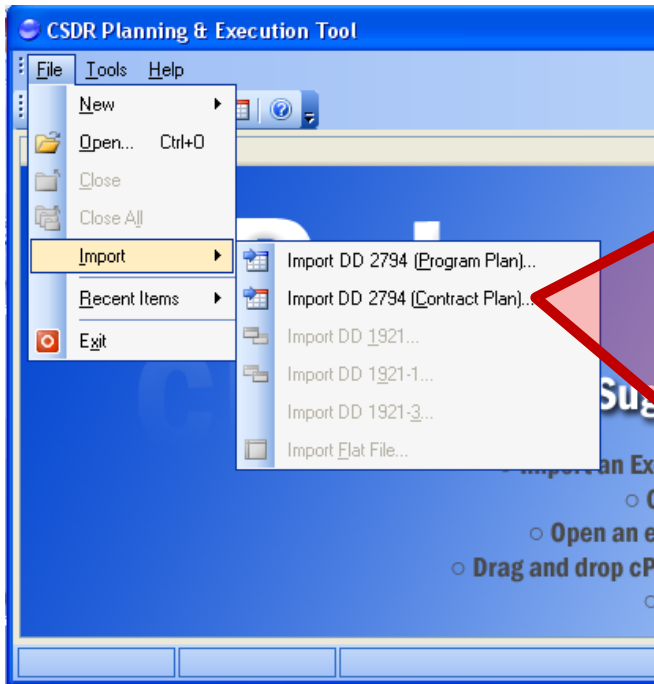 CSDR Planning & Execution Tool
File Tools Help
New
Open... Ctrl+O
Close
Close All
Import
Import DD 2794 (Program Plan)...
Recent Items
Import DD 2794 (Contract Plan)...
Exit
Import DD 1921...
Import DD 1921-1...
Import DD 1921-3...
Sug
Import Flat File...
an Ex
○ Open an e
○ Drag and drop cP